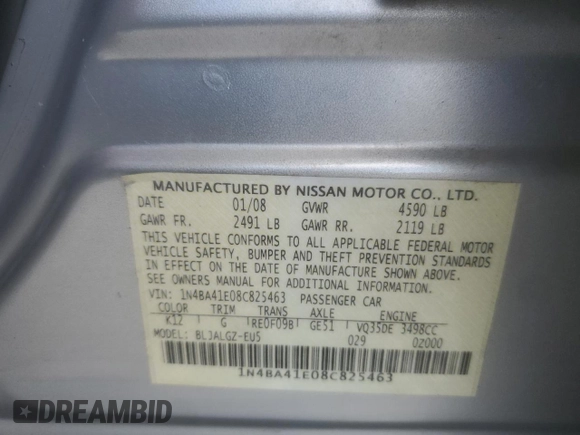 MANUFACTURED BY NISSAN MOTOR CO., LTD.
DATE 01/08 GVWR 4590 LB
GAWR FR. 2491 LB GAWR RR. 2119 LB
THIS VEHICLE CONFORMS TO ALL APPLICABLE FEDERAL MOTOR
VEHICLE SAFETY, BUMPER AND THEFT PREVENTION STANDARDS
IN EFFECT ON THE DATE OF MANUFACTURE SHOWN ABOVE.
SEE OWNERS MANUAL FOR ADDITIONAL INFORMATION.
VIN: 1N4BA41E08C825463 PASSENGER CAR
COLOR TRIM TRANS AXLE ENGINE
K12 G RE0F09B GE51 VQ35DE 3498CC
MODEL: BLJALGZ-EU5 029 02000
1N4BA41E08C825463
DREAMBID